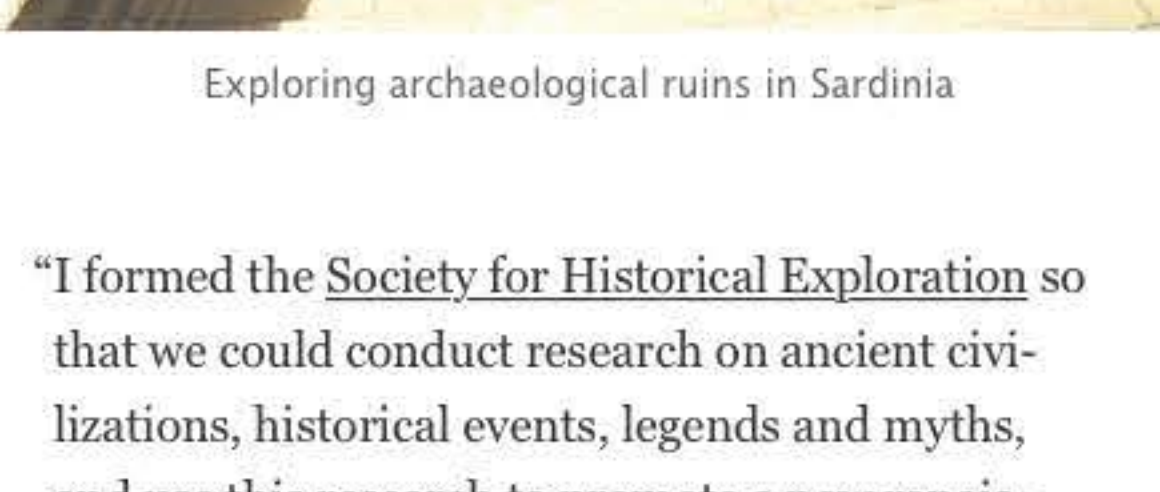 Exploring archaeological ruins in Sardinia
“I formed the Society for Historical Exploration so
that we could conduct research on ancient civi-
lizations, historical events, legends and myths,